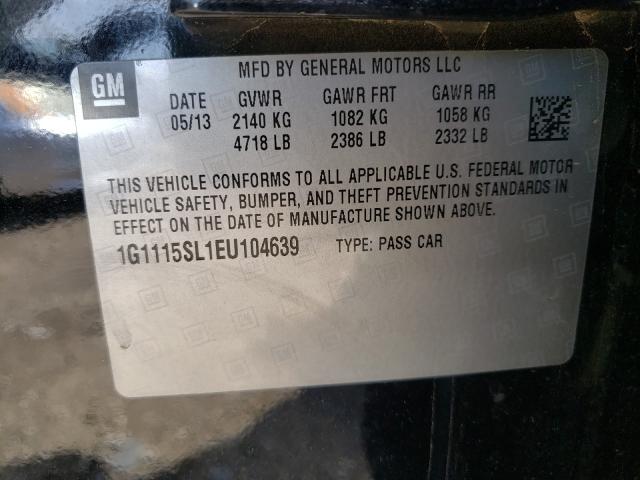 GM
MFD BY GENERAL MOTORS LLC
DATE GVWR GAWR FRT GAWR RR
05/13 2140 KG 1082 KG 1058 KG
4718 LB 2386 LB 2332 LB
THIS VEHICLE CONFORMS TO ALL APPLICABLE U.S. FEDERAL MOTOR
VEHICLE SAFETY, BUMPER, AND THEFT PREVENTION STANDARDS IN
EFFECT ON THE DATE OF MANUFACTURE SHOWN ABOVE.
1G1115SL1EU104639 TYPE: PASS CAR